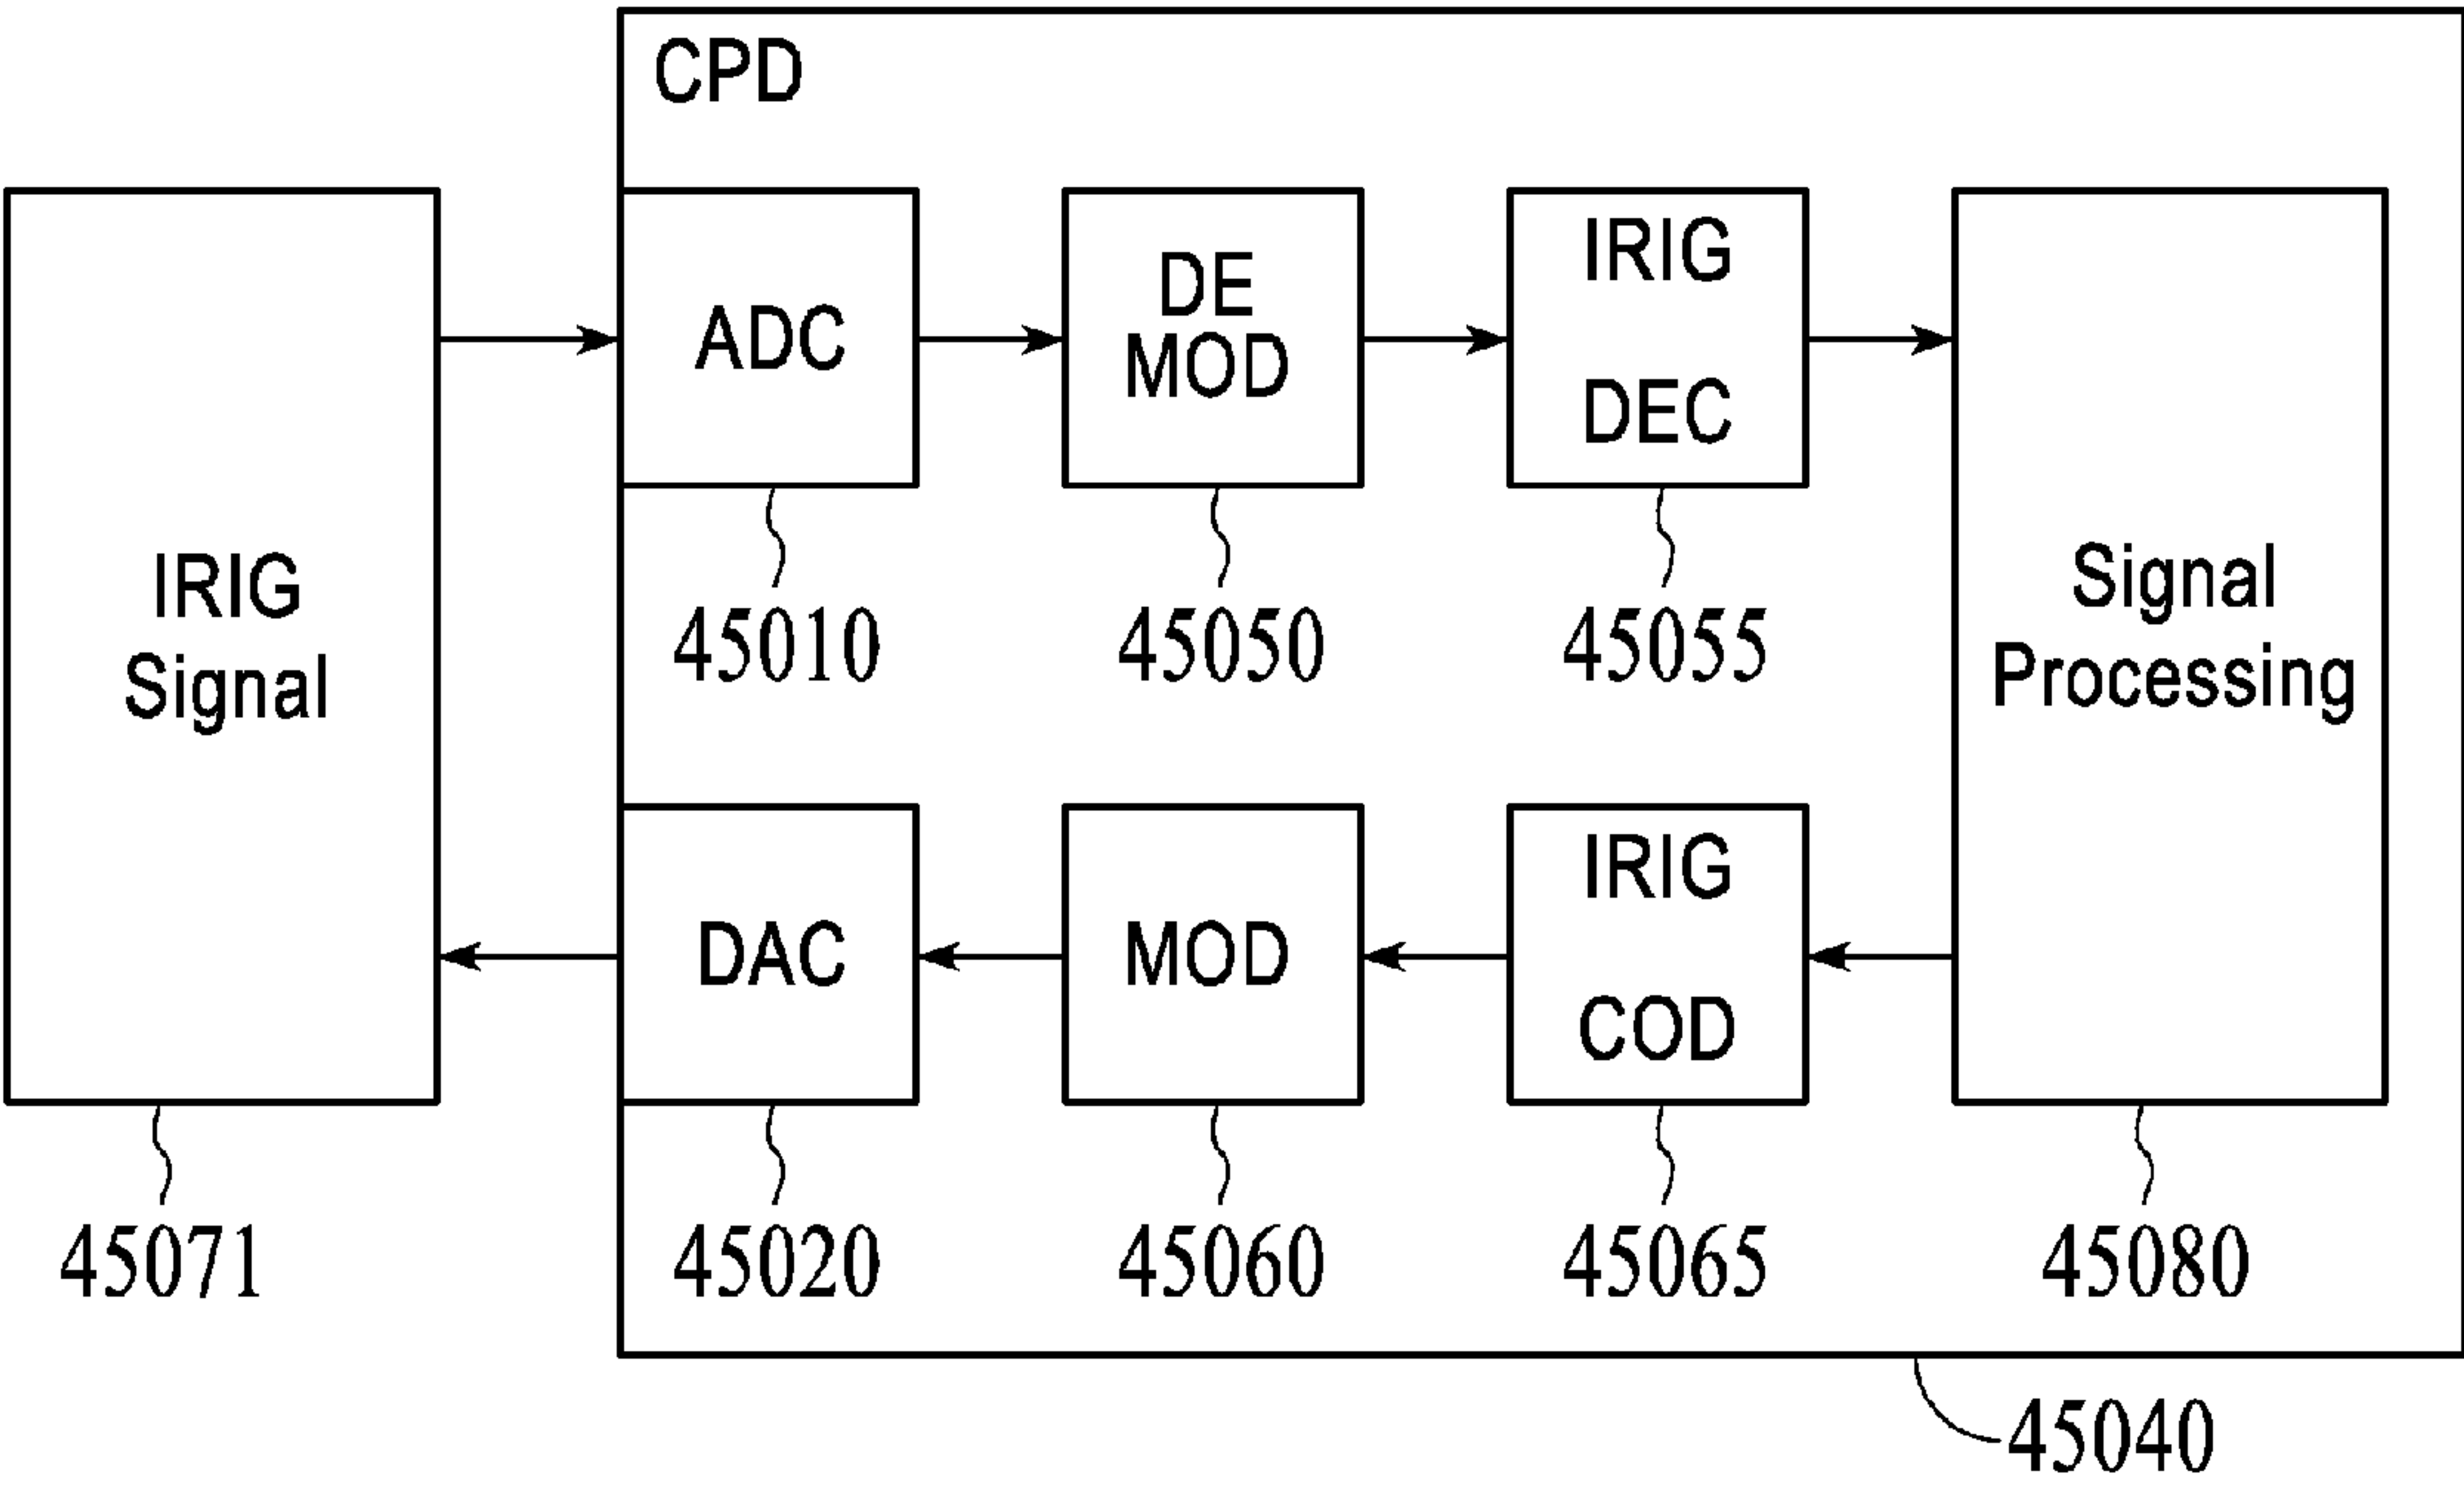 CPD
IRIG
Signal
ADC
DE
MOD
IRIG
DEC
Signal
Processing
45010
45050
45055
DAC
MOD
IRIG
COD
45071
45020
45060
45065
45080
45040